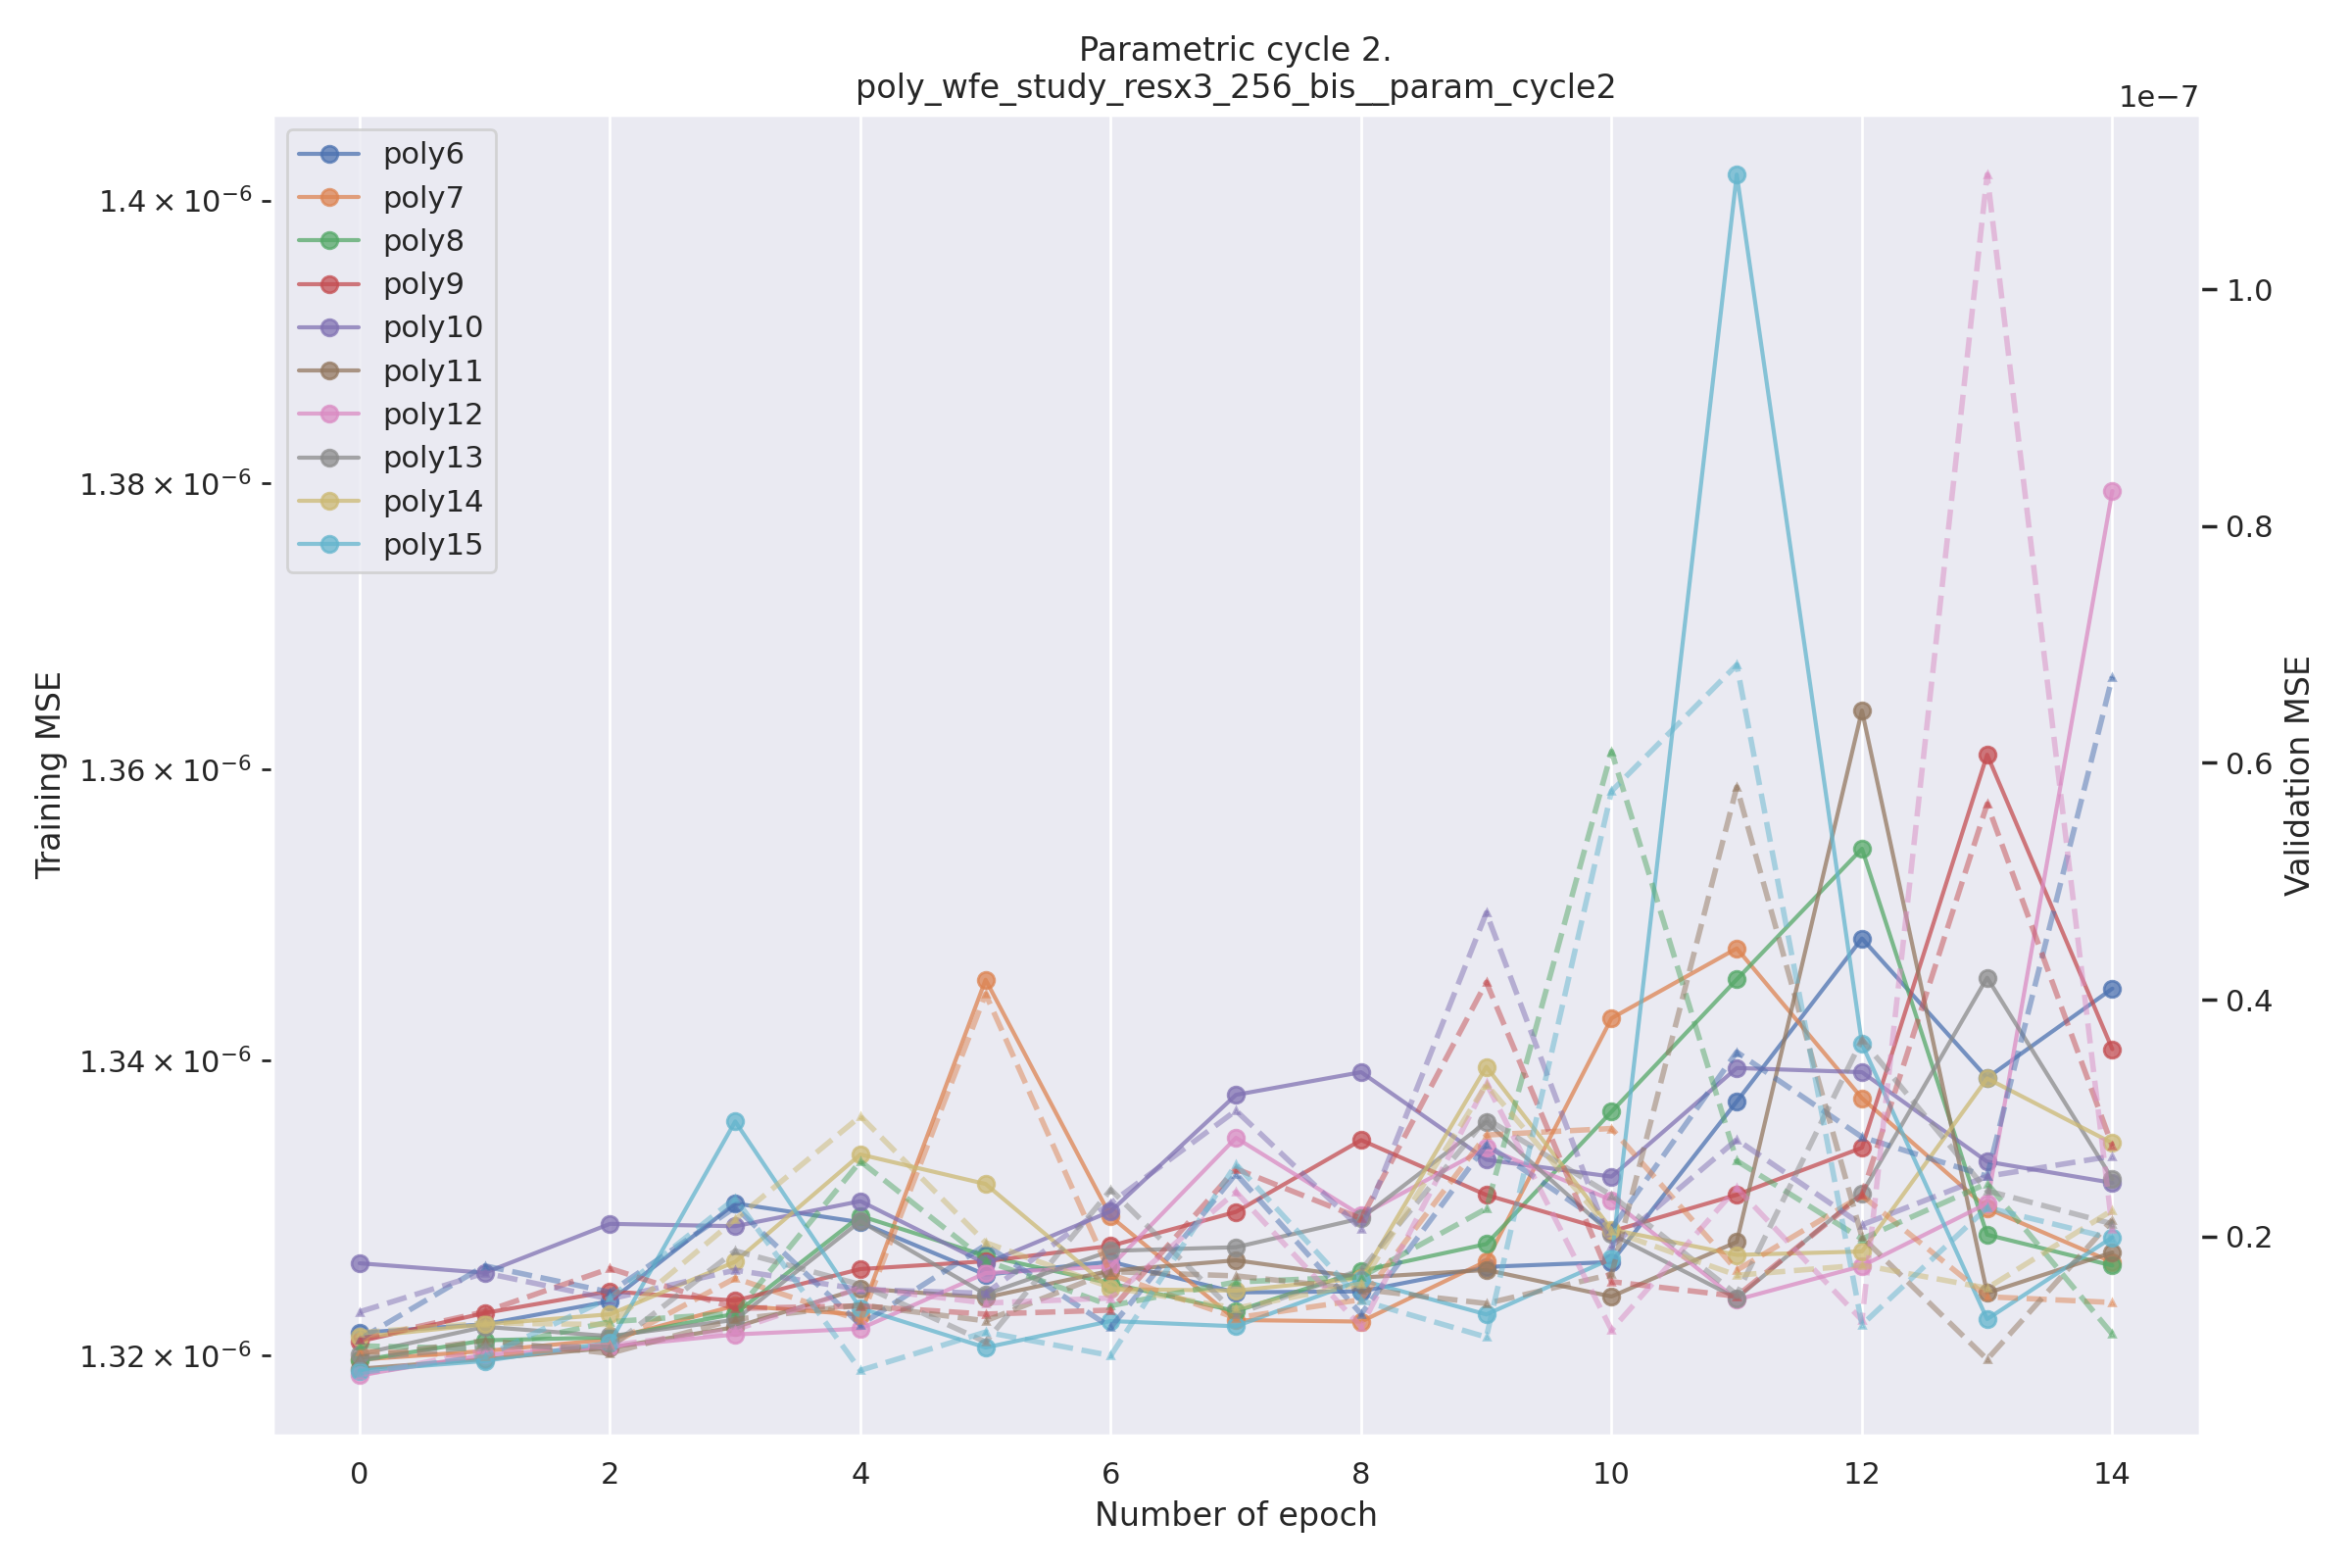 Parametric cycle 2.
poly_wfe_study_resx3_256_bis__param_cycle2
1e−7
poly6
poly7
poly8
poly9
poly10
poly11
poly12
poly13
poly14
poly15
1.4 × 10⁻⁶
1.38 × 10⁻⁶
1.36 × 10⁻⁶
1.34 × 10⁻⁶
1.32 × 10⁻⁶
Training MSE
1.0
0.8
0.6
0.4
0.2
Validation MSE
0 2 4 6 8 10 12 14
Number of epoch